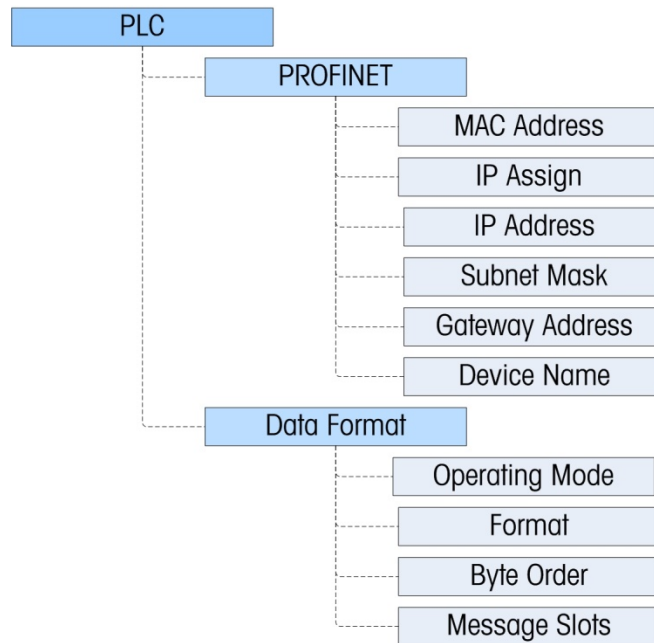 PLC
PROFINET
MAC Address
IP Assign
IP Address
Subnet Mask
Gateway Address
Device Name
Data Format
Operating Mode
Format
Byte Order
Message Slots